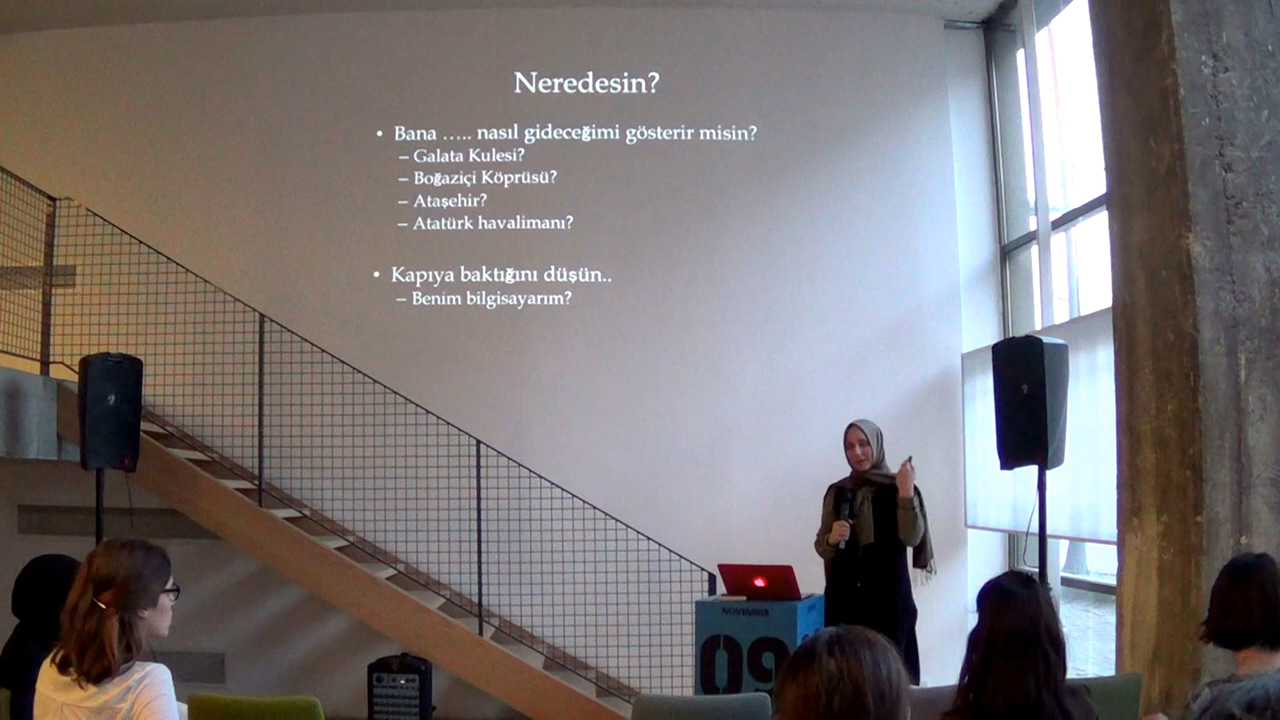 Neredesin?
• Bana ..... nasıl gideceğimi gösterir misin?
– Galata Kulesi?
– Boğaziçi Köprüsü?
– Ataşehir?
– Atatürk havalimanı?
• Kapıya baktığını düşün..
– Benim bilgisayarım?
NOVEMBER
09